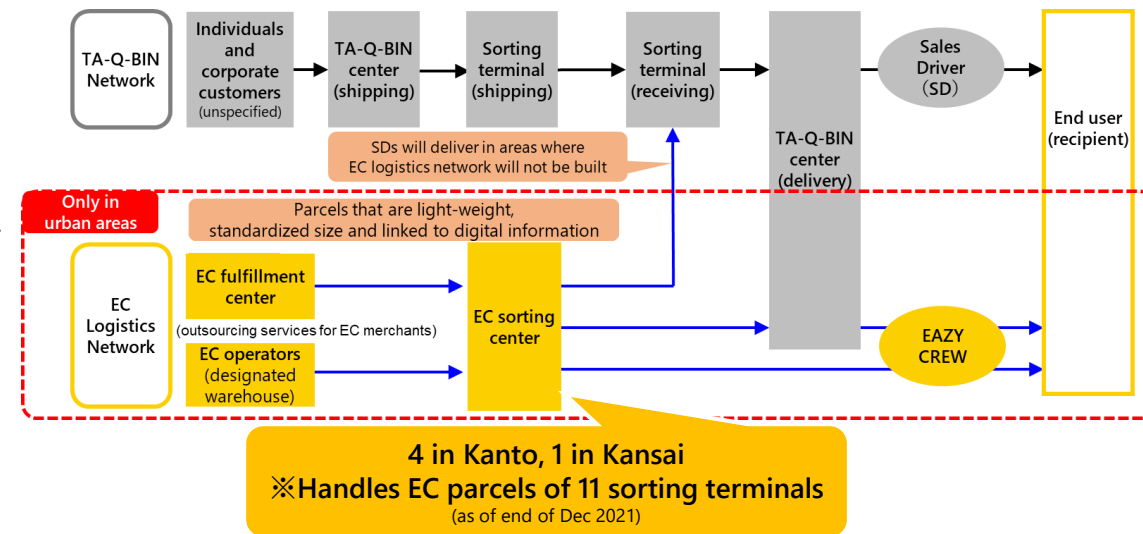 TA-Q-BIN
Network
Individuals
and
corporate
customers
(unspecified)
TA-Q-BIN
center
(shipping)
Sorting
terminal
(shipping)
Sorting
terminal
(receiving)
TA-Q-BIN
center
(delivery)
Sales
Driver
（SD）
End user
(recipient)
SDs will deliver in areas where
EC logistics network will not be built
Only in
urban areas
Parcels that are light-weight,
standardized size and linked to digital information
EC
Logistics
Network
EC fulfillment
center
(outsourcing services for EC merchants)
EC operators
(designated
warehouse)
EC sorting
center
EAZY
CREW
4 in Kanto, 1 in Kansai
※Handles EC parcels of 11 sorting terminals
(as of end of Dec 2021)